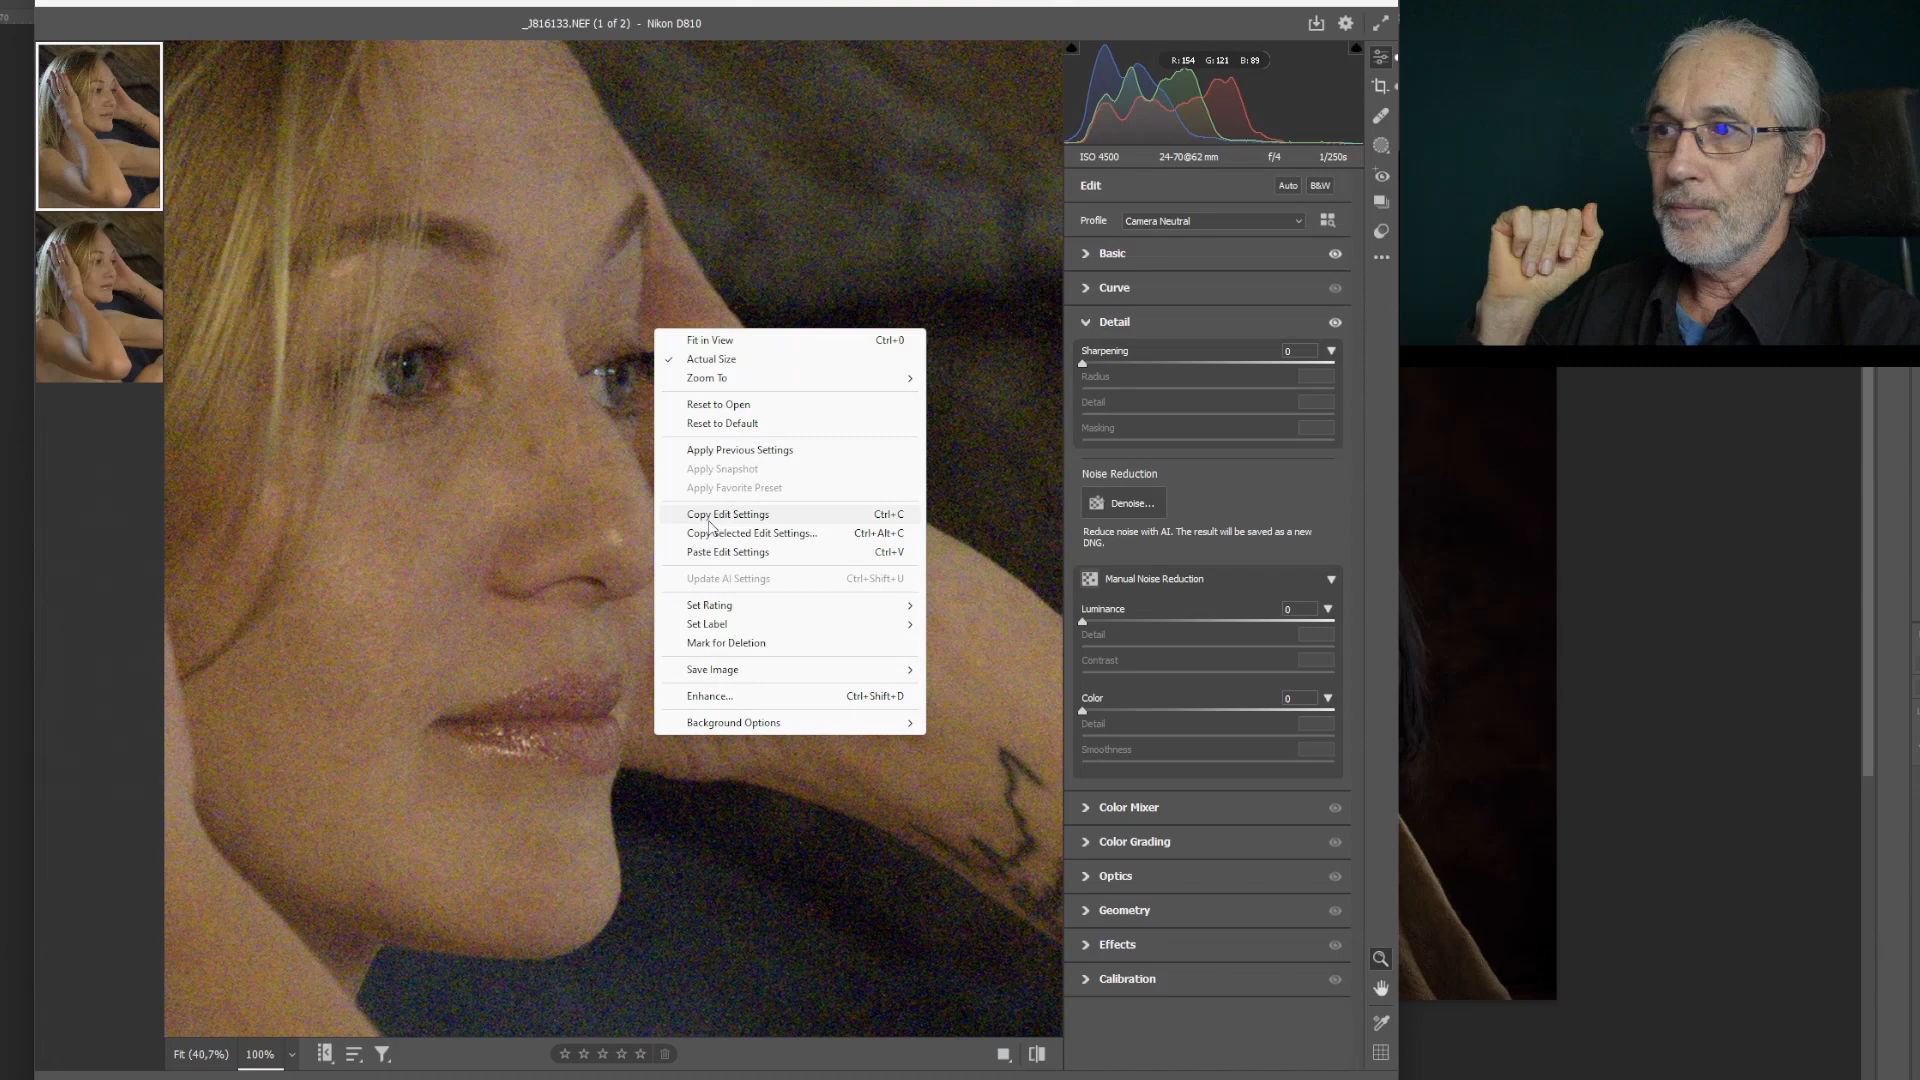 _J816133.NEF (1 of 2) - Nikon D810
R: 154 G: 121 B: 89
ISO 4500 24-70@62 mm f/4 1/250s
Edit Auto B&W
Profile Camera Neutral
Basic
Curve
Detail
Sharpening 0
Radius
Detail
Masking
Noise Reduction
Denoise...
Reduce noise with AI. The result will be saved as a new
DNG.
Manual Noise Reduction
Luminance 0
Detail
Contrast
Color 0
Detail
Smoothness
Color Mixer
Color Grading
Optics
Geometry
Effects
Calibration
Fit in View Ctrl+0
Actual Size
Zoom To
Reset to Open
Reset to Default
Apply Previous Settings
Apply Snapshot
Apply Favorite Preset
Copy Edit Settings Ctrl+C
Copy Selected Edit Settings... Ctrl+Alt+C
Paste Edit Settings Ctrl+V
Update AI Settings Ctrl+Shift+U
Set Rating
Set Label
Mark for Deletion
Save Image
Enhance... Ctrl+Shift+D
Background Options
Fit (40,7%) 100%